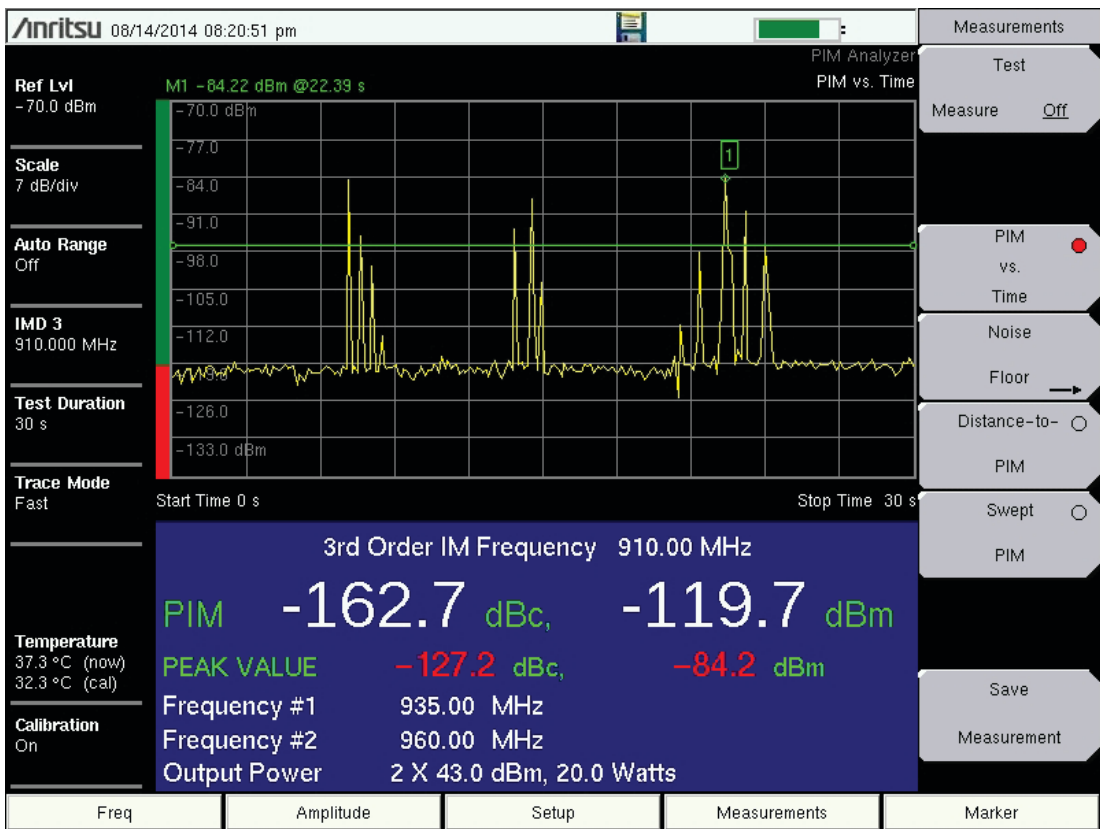 Anritsu 08/14/2014 08:20:51 pm
Measurements
PIM Analyzer
PIM vs. Time
M1 -84.22 dBm @22.39 s
Ref Lvl
-70.0 dBm
Scale
7 dB/div
Auto Range
Off
IMD 3
910.000 MHz
Test Duration
30 s
Trace Mode
Fast
Temperature
37.3 °C (now)
32.3 °C (cal)
Calibration
On
-70.0 dBm
-77.0
1
-84.0
-91.0
-98.0
-105.0
-112.0
-126.0
-133.0 dBm
Start Time 0 s
Stop Time 30 s
3rd Order IM Frequency 910.00 MHz
PIM -162.7 dBc, -119.7 dBm
PEAK VALUE -127.2 dBc, -84.2 dBm
Frequency #1 935.00 MHz
Frequency #2 960.00 MHz
Output Power 2 X 43.0 dBm, 20.0 Watts
Test
Measure Off
PIM
vs.
Time
Noise
Floor
Distance-to-
PIM
Swept
PIM
Save
Measurement
Freq
Amplitude
Setup
Measurements
Marker